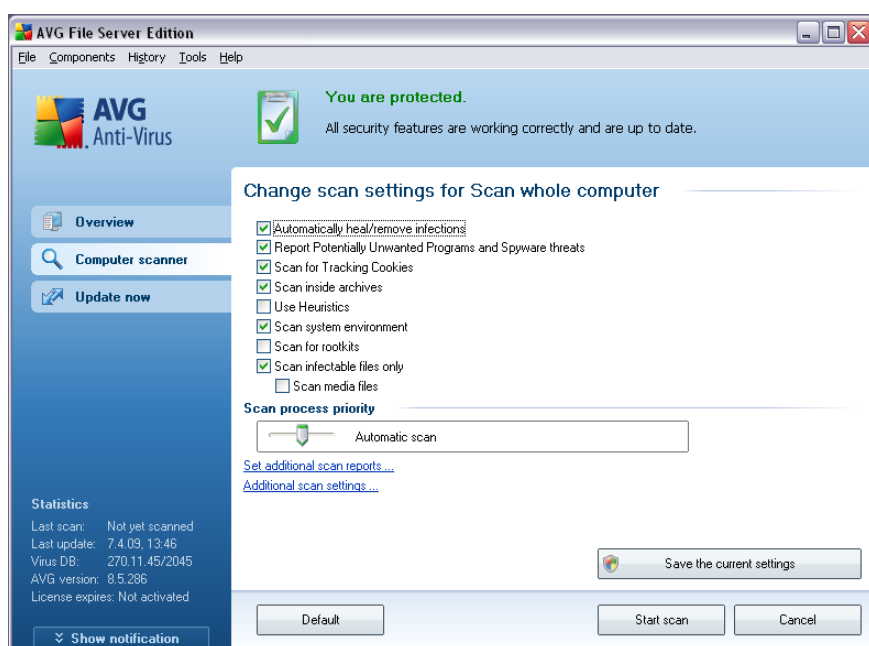 AVG File Server Edition
File Components History Tools Help
AVG
Anti-Virus
You are protected.
All security features are working correctly and are up to date.
Overview
Computer scanner
Update now
Change scan settings for Scan whole computer
Automatically heal/remove infections
Report Potentially Unwanted Programs and Spyware threats
Scan for Tracking Cookies
Scan inside archives
Use Heuristics
Scan system environment
Scan for rootkits
Scan infectable files only
Scan media files
Scan process priority
Automatic scan
Set additional scan reports ...
Additional scan settings ...
Statistics
Last scan: Not yet scanned
Last update: 7.4.09, 13:46
Virus DB: 270.11.45/2045
AVG version: 8.5.286
License expires: Not activated
Show notification
Save the current settings
Default
Start scan
Cancel